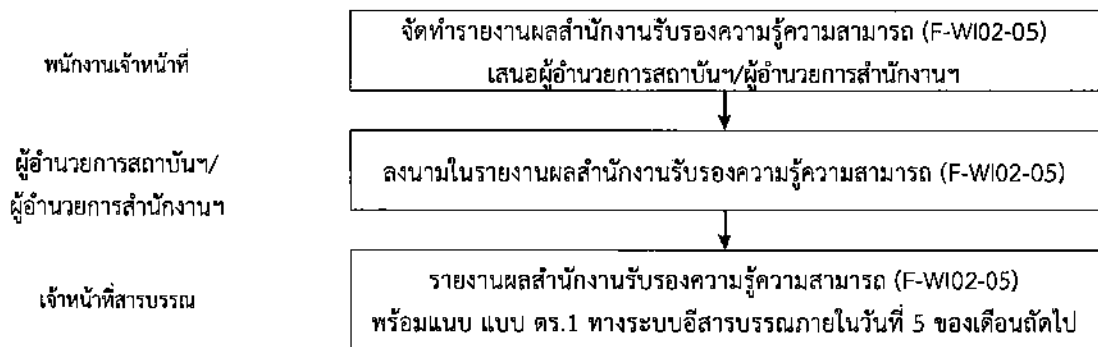 พนักงานเจ้าหน้าที่
จัดทำรายงานผลสำนักงานรับรองความรู้ความสามารถ (F-WI02-05)
เสนอผู้อำนวยการสถาบันฯ/ผู้อำนวยการสำนักงานฯ
ผู้อำนวยการสถาบันฯ/
ผู้อำนวยการสำนักงานฯ
ลงนามในรายงานผลสำนักงานรับรองความรู้ความสามารถ (F-WI02-05)
เจ้าหน้าที่สารบรรณ
รายงานผลสำนักงานรับรองความรู้ความสามารถ (F-WI02-05)
พร้อมแนบ แบบ ตร.1 ทางระบบอีสารบรรณภายในวันที่ 5 ของเดือนถัดไป